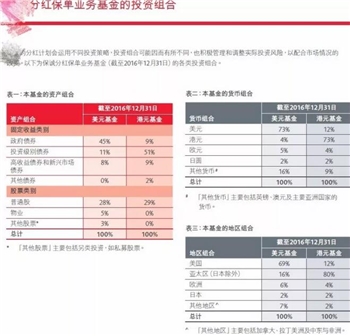 分红保单业务基金的投资组合
分红计划会运用不同投资策略,投资组合可能因而有所不同,也积极管理和调整实际投资风险,以配合市场情况的
以下为保诚分红保单业务基金(截至2016年12月31日)的各类投资组合。
表一:本基金的资产组合
截至2016年12月31日
资产组合 美元基金 港元基金
固定收益类别
政府债券 45% 9%
投资级别债券 11% 51%
高收益债券和新兴市场债券 8% 9%
其他债券 0% 2%
股票类别
普通股 28% 29%
物业 5% 0%
其他股票* 3% 0%
总计 100% 100%
* 「其他股票」主要包括另类投资,如私募股票。
表二:本基金的货币组合
截至2016年12月31日
货币组合 美元基金 港元基金
美元 73% 12%
港元 4% 73%
欧元 5% 4%
日圆 2% 2%
其他货币# 16% 9%
总计 100% 100%
# 「其他货币」主要包括英镑、澳元及主要亚洲国家的货币。
表三:本基金的地区组合
截至2016年12月31日
地区组合 美元基金 港元基金
美国 69% 12%
亚太区(日本除外) 16% 80%
欧洲 6% 4%
日本 2% 2%
其他地区^ 7% 2%
总计 100% 100%
「其他地区」主要包括加拿大、拉丁美洲及中东与非洲。